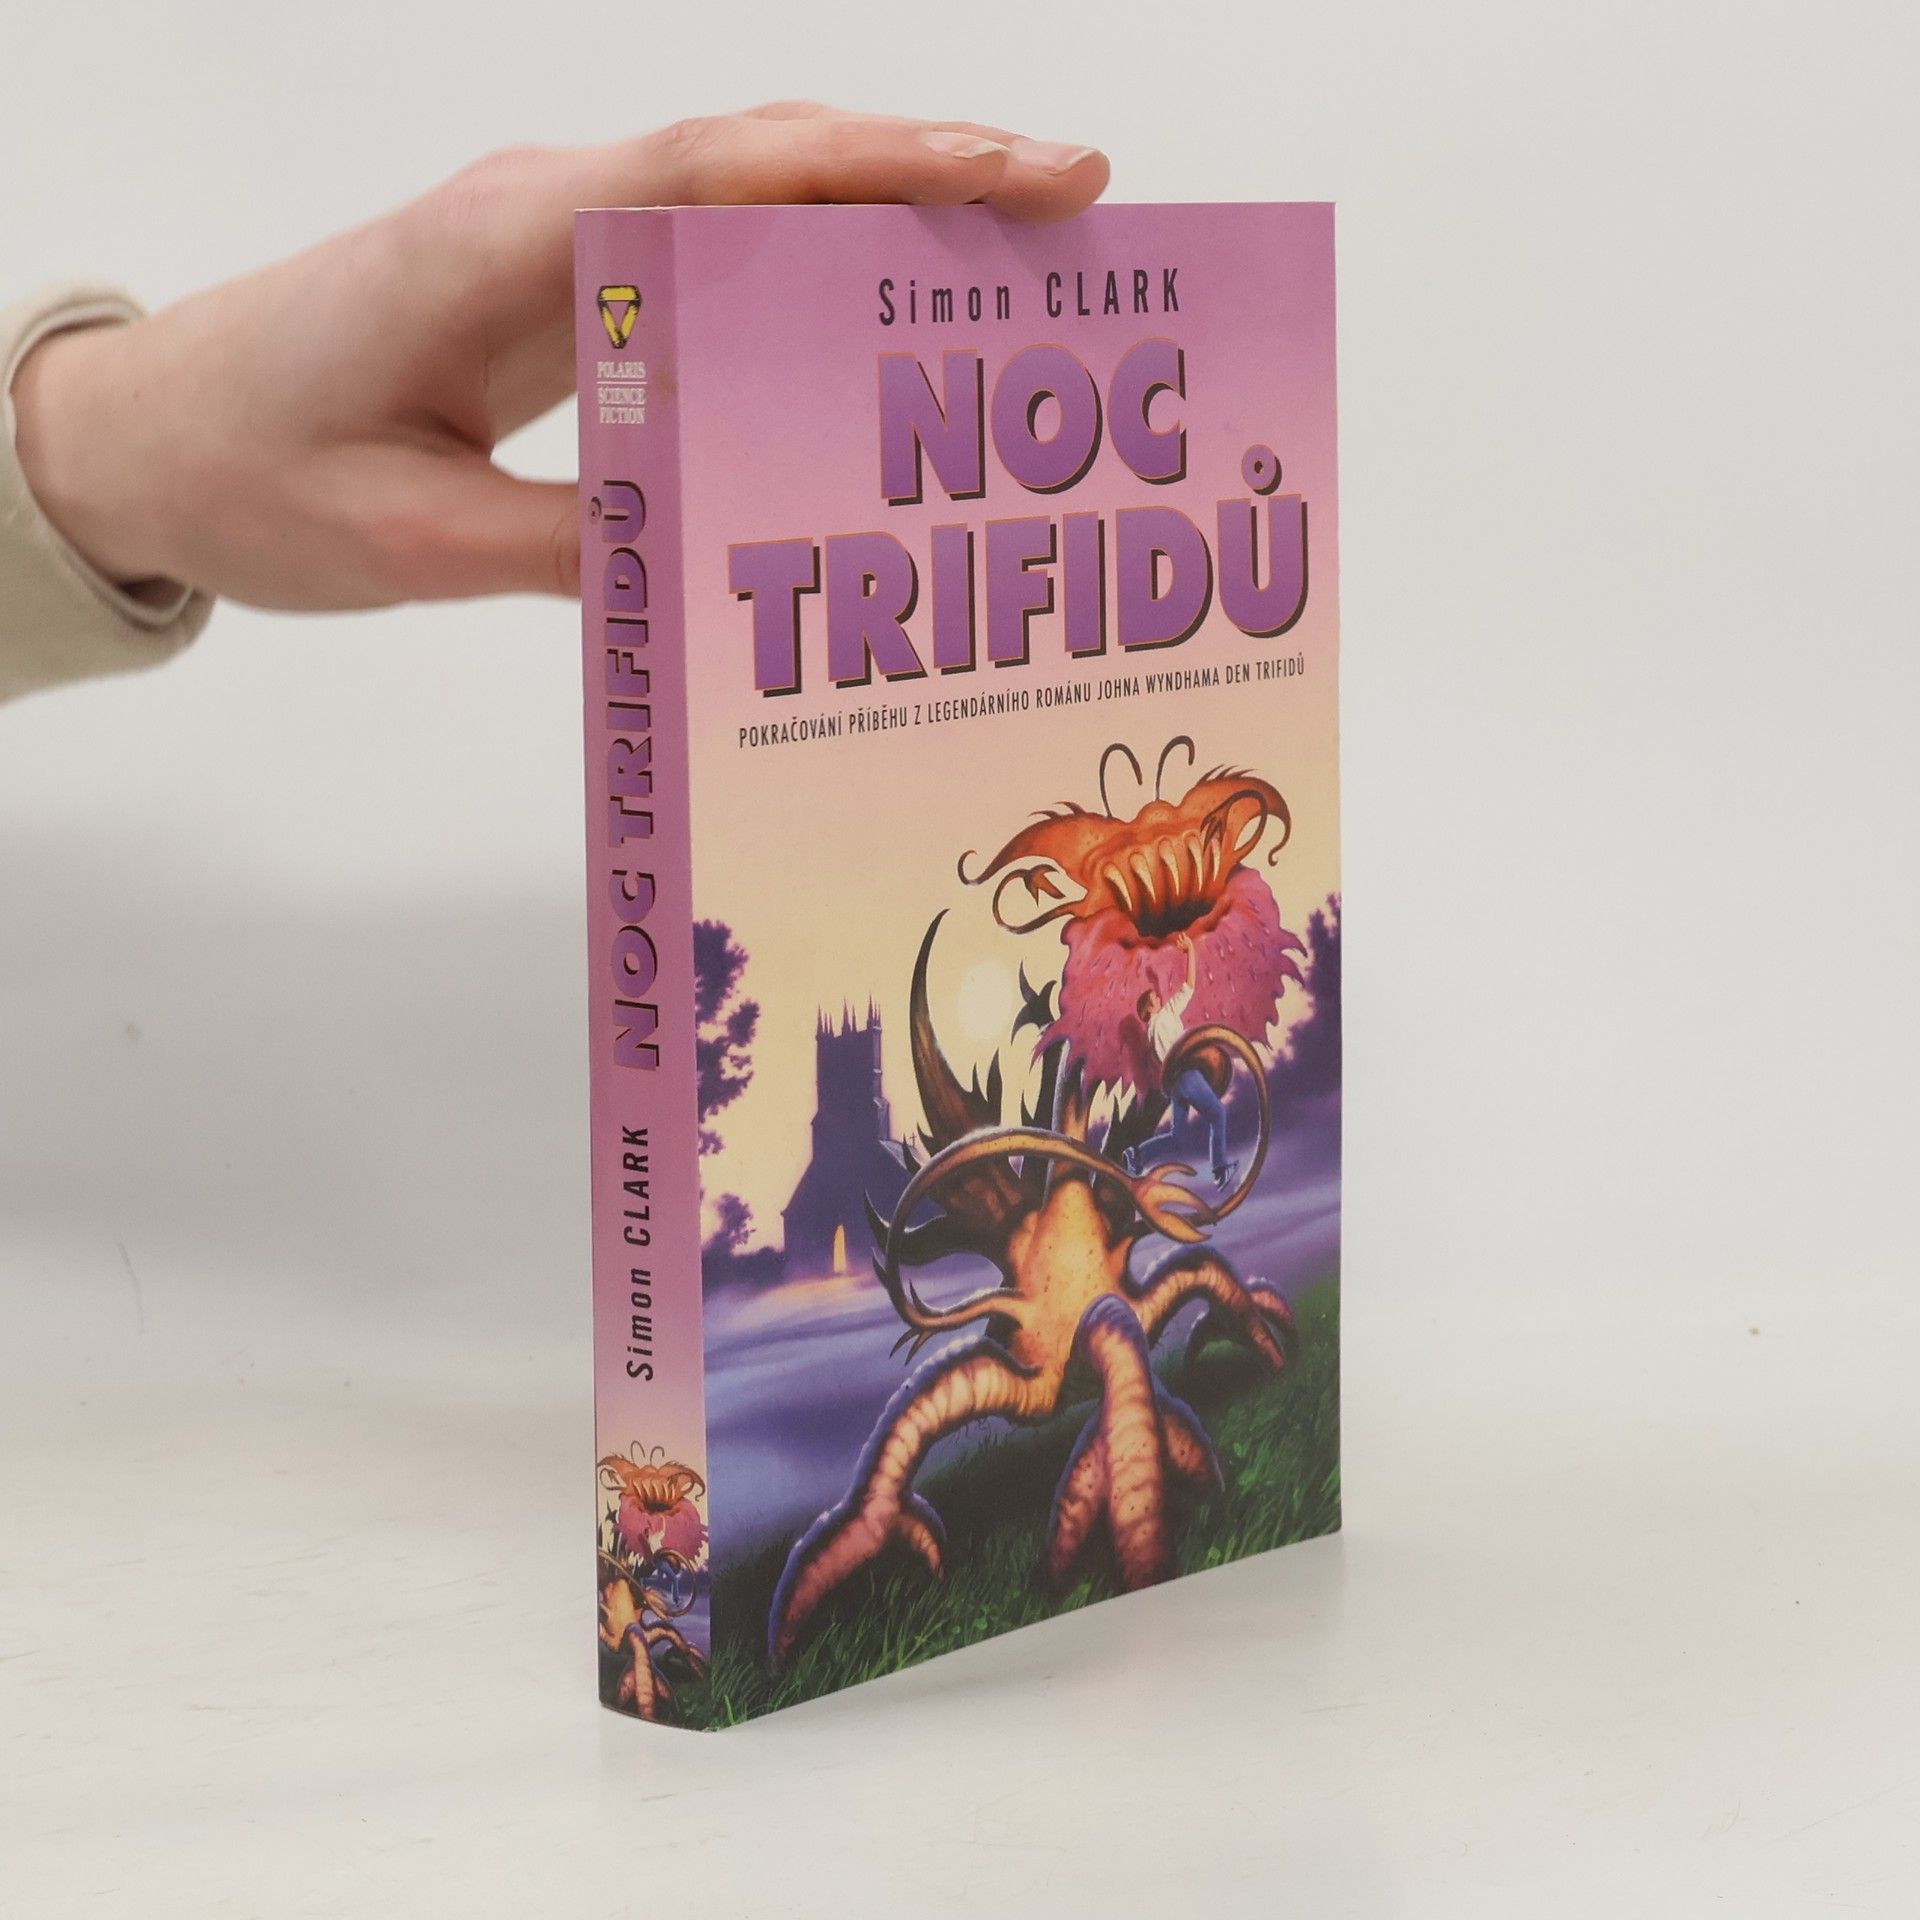 Simon CLARK
NOC
TRIFIDŮ
POKRAČOVÁNÍ PŘÍBĚHU Z LEGENDÁRNÍHO ROMÁNU JOHNA WYNDHAMA DEN TRIFIDŮ
POLARIS
SCIENCE
FICTION
Simon CLARK NOC TRIFIDŮ